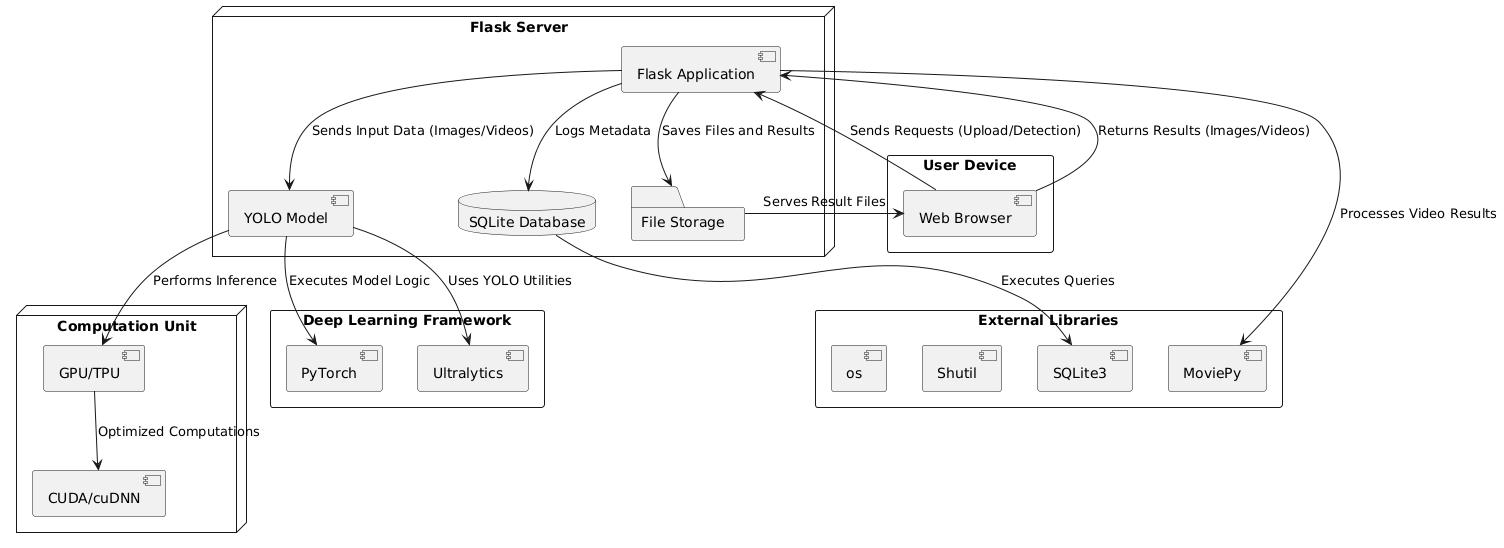 Flask Server
Flask Application
Sends Input Data (Images/Videos)
Logs Metadata
Saves Files and Results
Sends Requests (Upload/Detection)
Returns Results (Images/Videos)
User Device
YOLO Model
SQLite Database
File Storage
Serves Result Files
Web Browser
Processes Video Results
Performs Inference
Executes Model Logic
Uses YOLO Utilities
Executes Queries
Computation Unit
Deep Learning Framework
External Libraries
GPU/TPU
PyTorch
Ultralytics
os
Shutil
SQLite3
MoviePy
Optimized Computations
CUDA/cuDNN